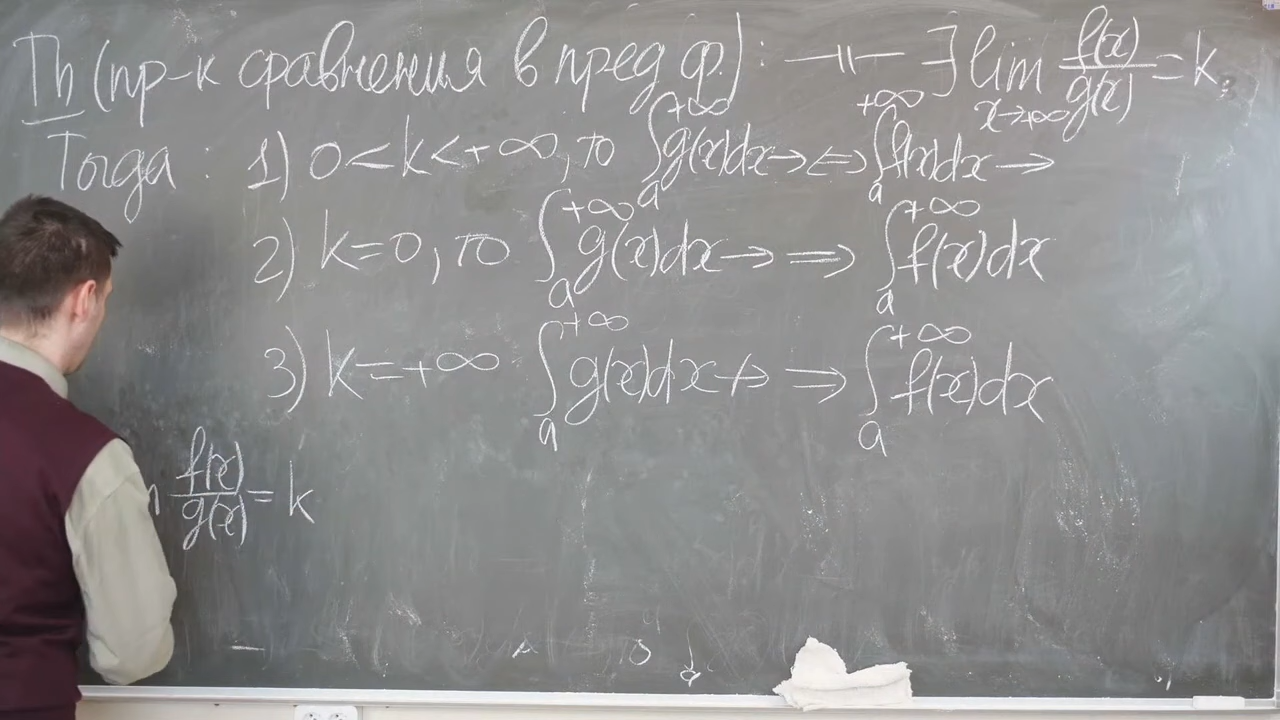 Th (пр-к сравнения в пред ф.): —||— ∃ lim_{x→+∞} f(x)/g(x) = k,
Тогда : 1) 0 < k < +∞, то ∫_a^{+∞} g(x)dx → ⇔ ∫_a^{+∞} f(x)dx →
2) k = 0, то ∫_a^{+∞} g(x)dx → ⇒ ∫_a^{+∞} f(x)dx
3) k = +∞ ∫_a^{+∞} g(x)dx ↛ ⇒ ∫_a^{+∞} f(x)dx
f(x)/g(x) = k